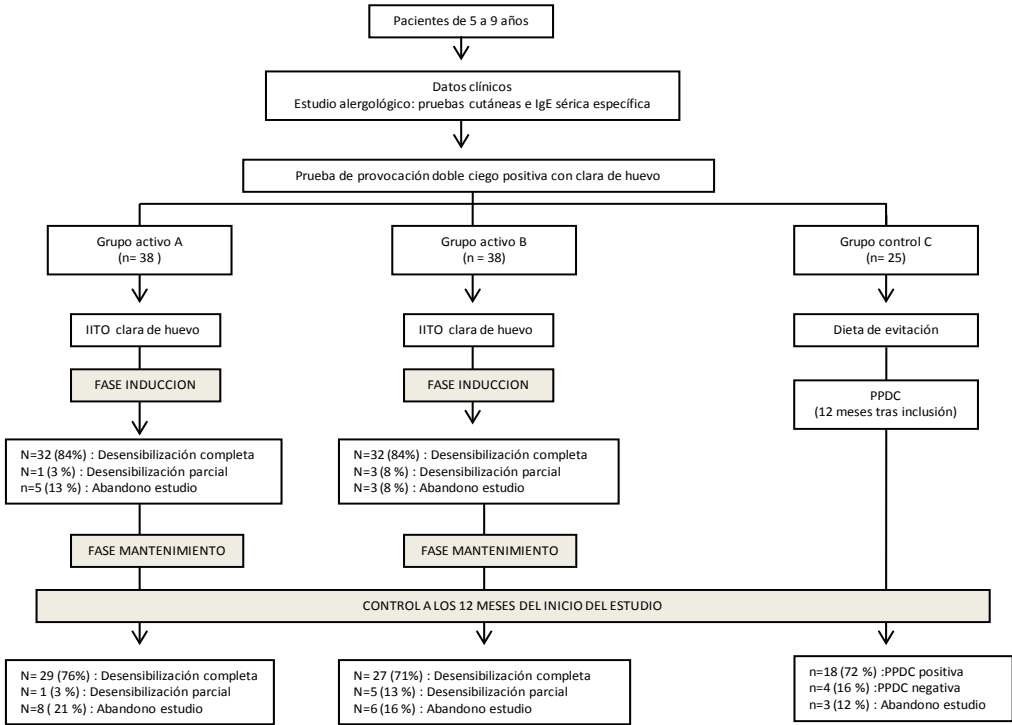 Pacientes de 5 a 9 años
Datos clínicos
Estudio alergológico: pruebas cutáneas e IgE sérica específica
Prueba de provocación doble ciego positiva con clara de huevo
Grupo activo A
(n= 38 )
Grupo activo B
(n = 38)
Grupo control C
(n= 25)
IITO clara de huevo
IITO clara de huevo
Dieta de evitación
FASE INDUCCION
FASE INDUCCION
PPDC
(12 meses tras inclusión)
N=32 (84%) : Desensibilización completa
N=1 (3 %) : Desensibilización parcial
n=5 (13 %) : Abandono estudio
N=32 (84%) : Desensibilización completa
N=3 (8 %) : Desensibilización parcial
N=3 (8 %) : Abandono estudio
FASE MANTENIMIENTO
FASE MANTENIMIENTO
CONTROL A LOS 12 MESES DEL INICIO DEL ESTUDIO
N= 29 (76%) : Desensibilización completa
N= 1 (3 %) : Desensibilización parcial
N=8 ( 21 %) : Abandono estudio
N= 27 (71%) : Desensibilización completa
N=5 (13 %) : Desensibilización parcial
N=6 (16 %) : Abandono estudio
n=18 (72 %) :PPDC positiva
n=4 (16 %) :PPDC negativa
n=3 (12 %) : Abandono estudio